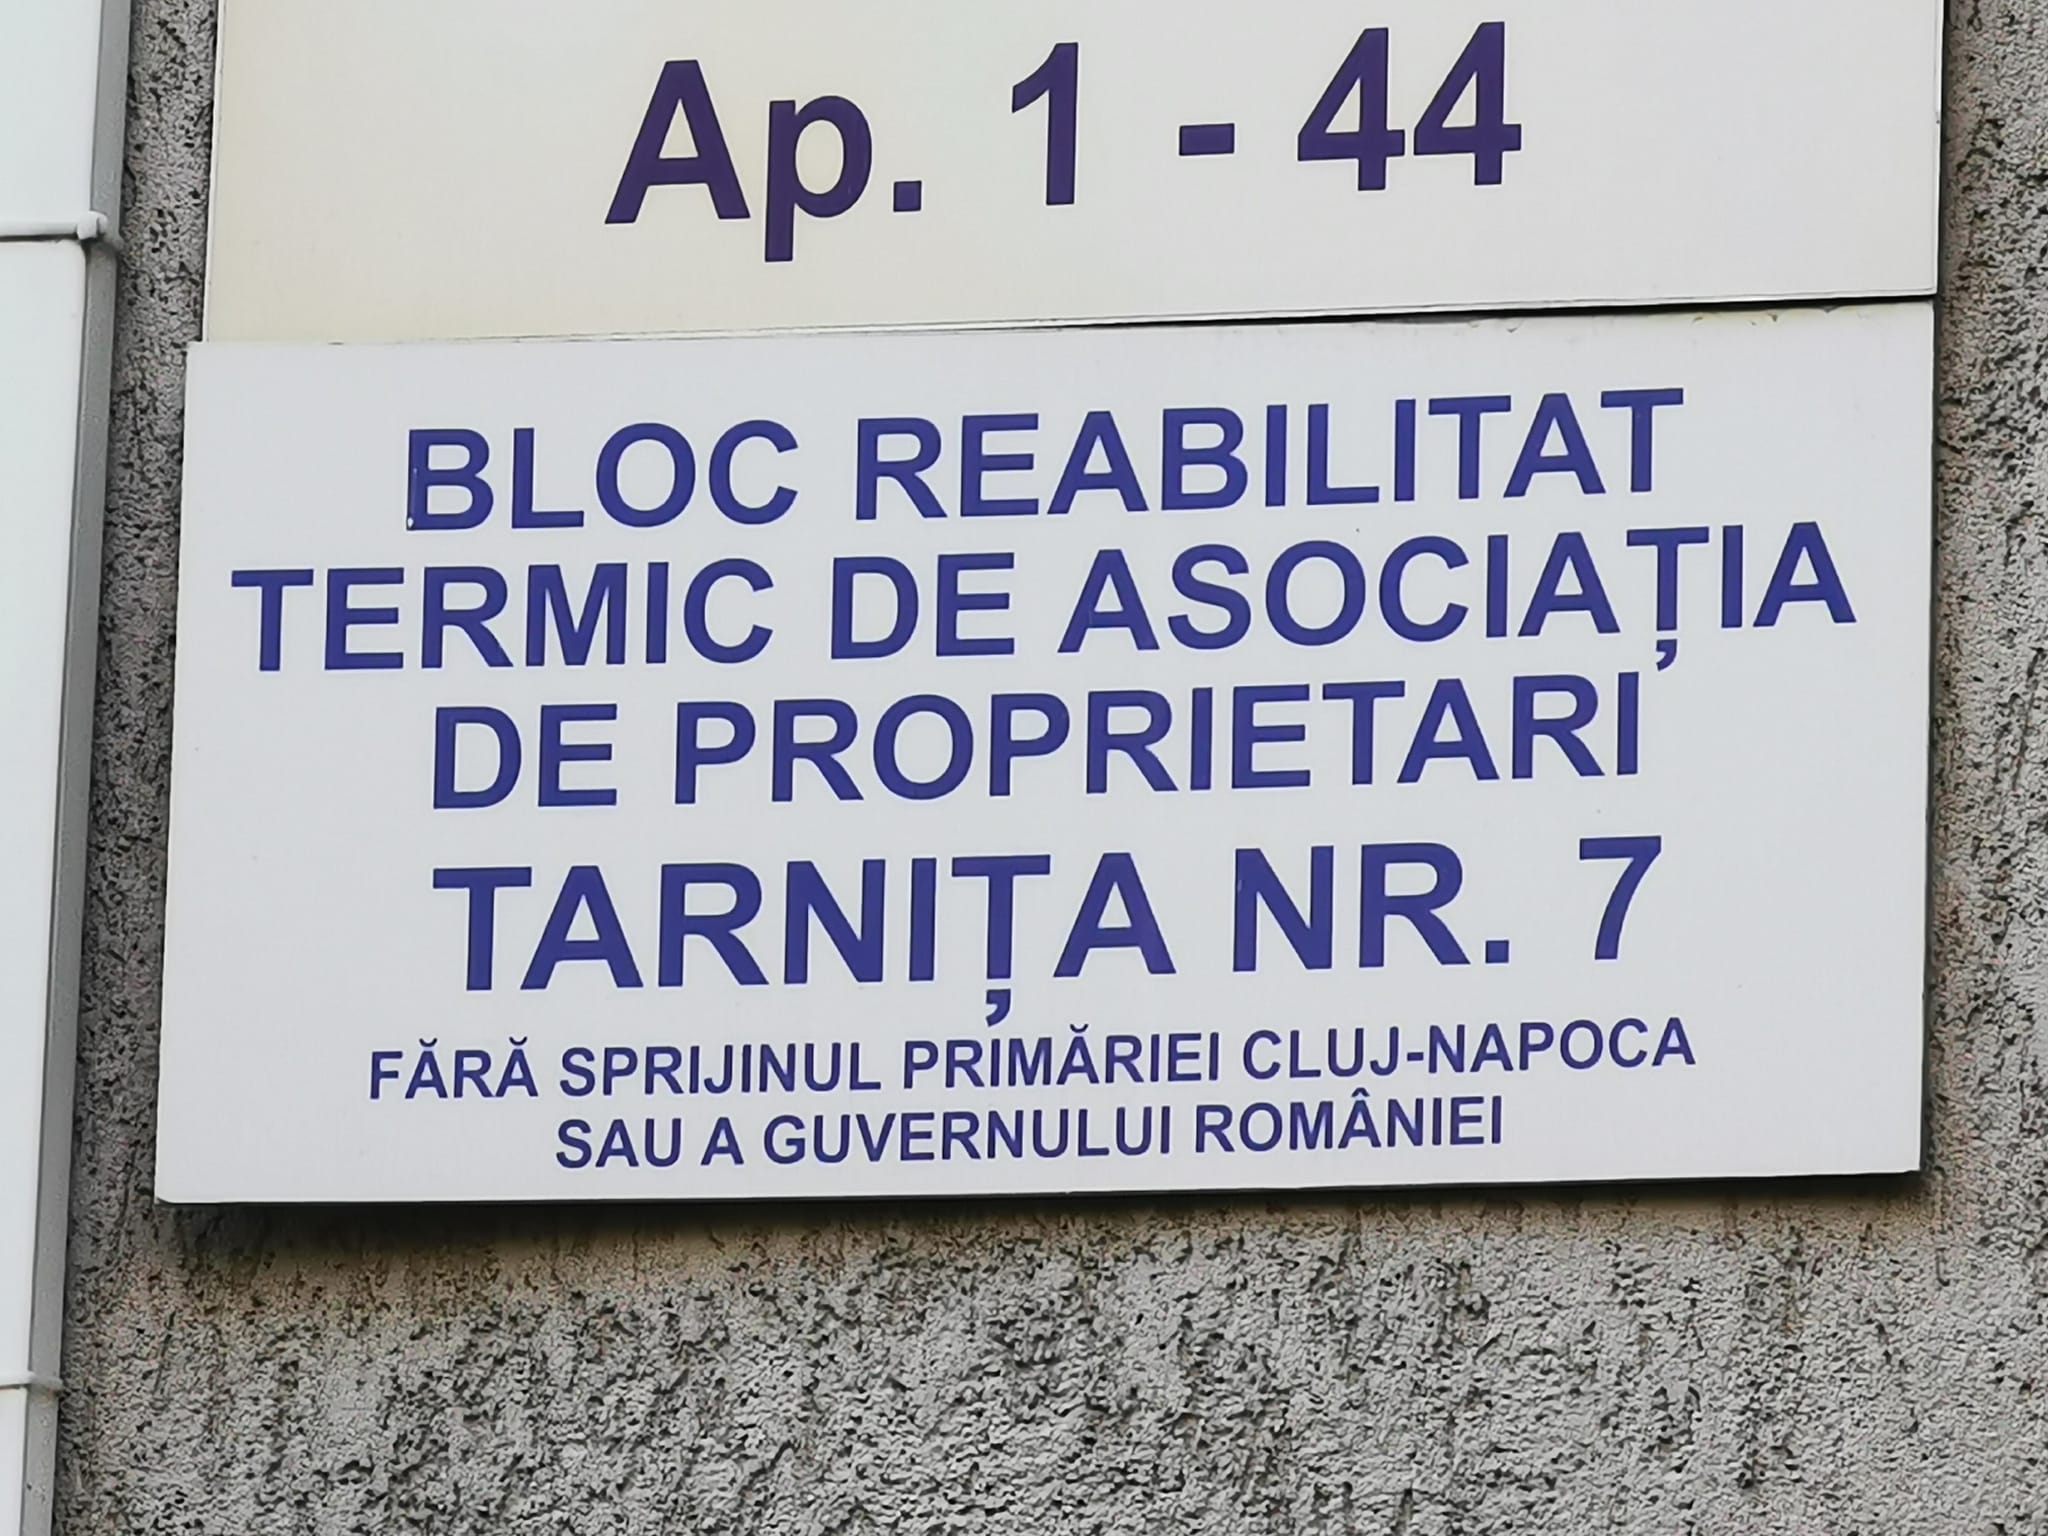 Ap. 1 - 44
BLOC REABILITAT
TERMIC DE ASOCIAȚIA
DE PROPRIETARI
TARNIȚA NR. 7
FĂRĂ SPRIJINUL PRIMĂRIEI CLUJ-NAPOCA
SAU A GUVERNULUI ROMÂNIEI